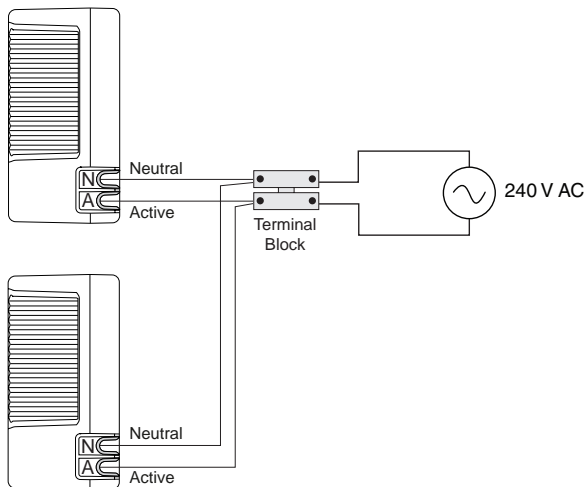 Neutral
N
A
Active
Terminal
Block
240 V AC
Neutral
N
A
Active